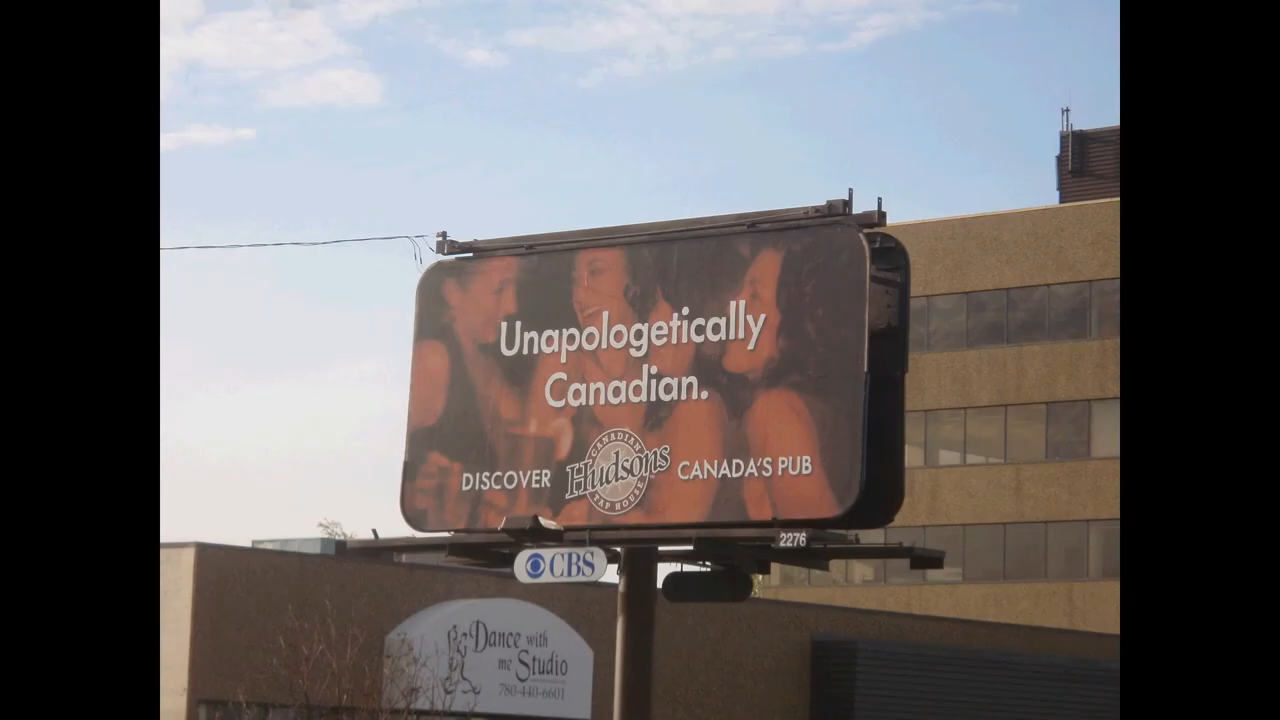 Unapologetically
Canadian.
DISCOVER
CANADIAN
Hudsons
TAP HOUSE
CANADA'S PUB
2276
CBS
Dance with
me Studio
780-440-6601